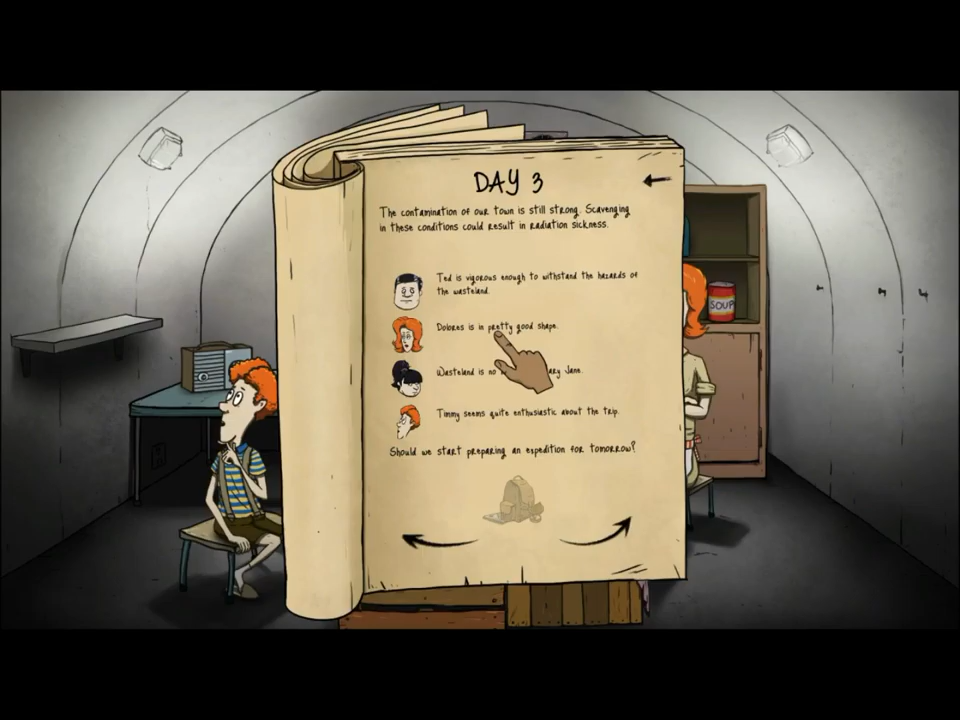 DAY 3
The contamination of our town is still strong. Scavenging
in these conditions could result in radiation sickness.
Ted is vigorous enough to withstand the hazards of
the wasteland.
Dolores is in pretty good shape.
Wasteland is no ary Jane.
Timmy seems quite enthusiastic about the trip.
Should we start preparing an expedition for tomorrow?
SOUP